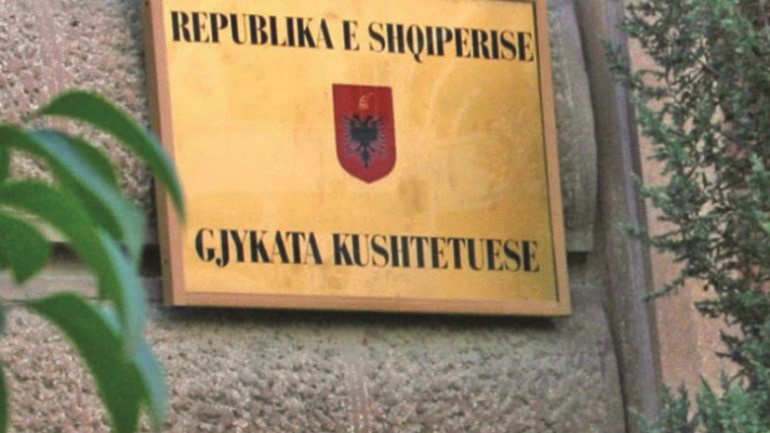 REPUBLIKA E SHQIPERISE
GJYKATA KUSHTETUESE